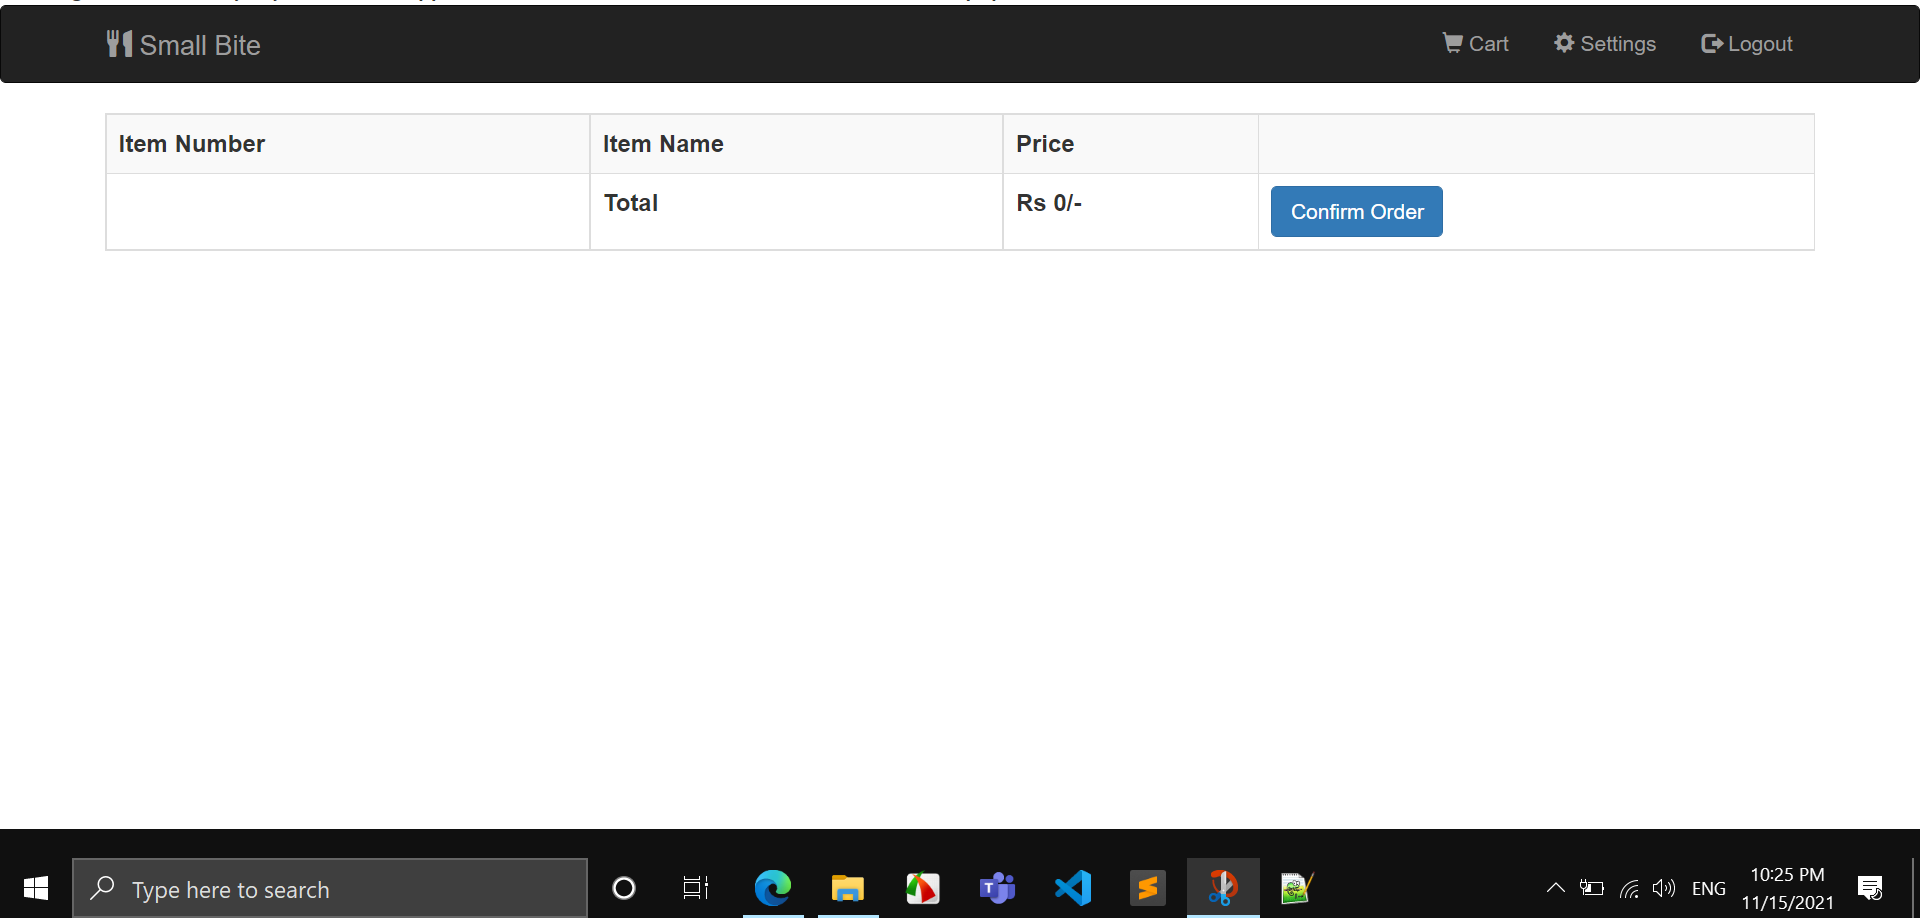 Small Bite
Cart Settings Logout
Item Number Item Name Price
Total Rs 0/- Confirm Order
Type here to search
ENG
10:25 PM
11/15/2021